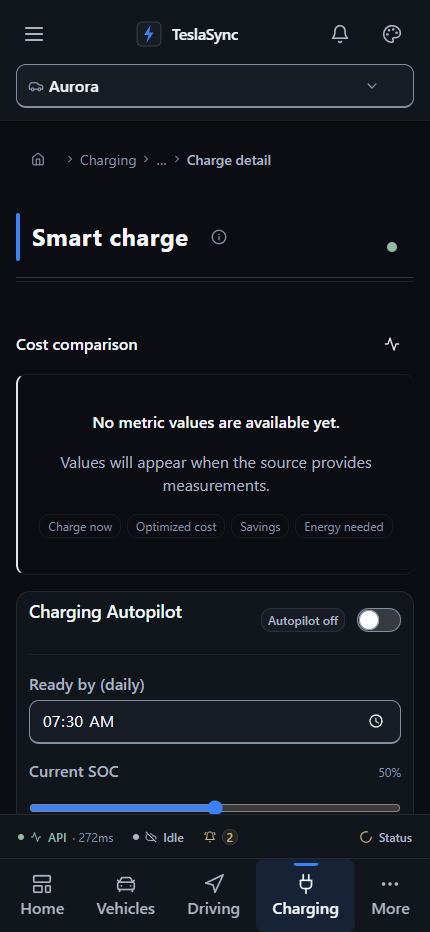 TeslaSync
Aurora
Charging
...
Charge detail
Smart charge
Cost comparison
No metric values are available yet.
Values will appear when the source provides
measurements.
Charge now
Optimized cost
Savings
Energy needed
Charging Autopilot
Autopilot off
Ready by (daily)
07:30 AM
Current SOC
50%
API · 272ms
Idle
2
Status
Home
Vehicles
Driving
Charging
More